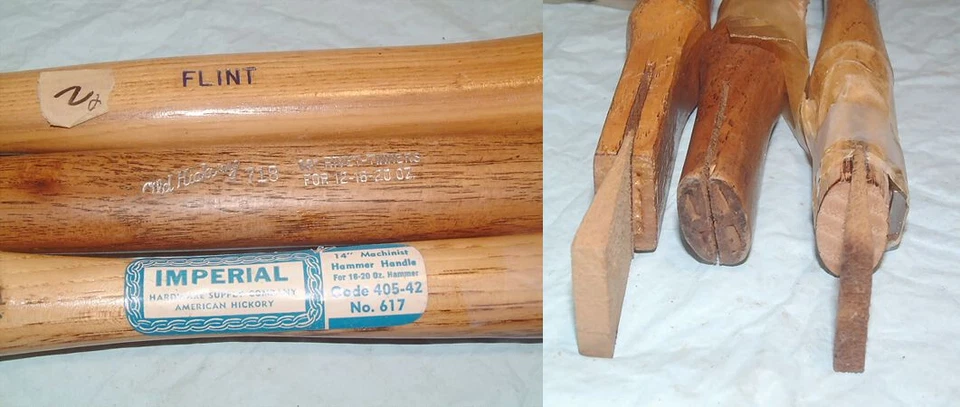 FLINT
Old Hickory 718
FOR 12-16-20 OZ.
IMPERIAL
HARDWARE SUPPLY COMPANY
AMERICAN HICKORY
14" Machinist
Hammer Handle
For 16-20 Oz. Hammer
Code 405-42
No. 617